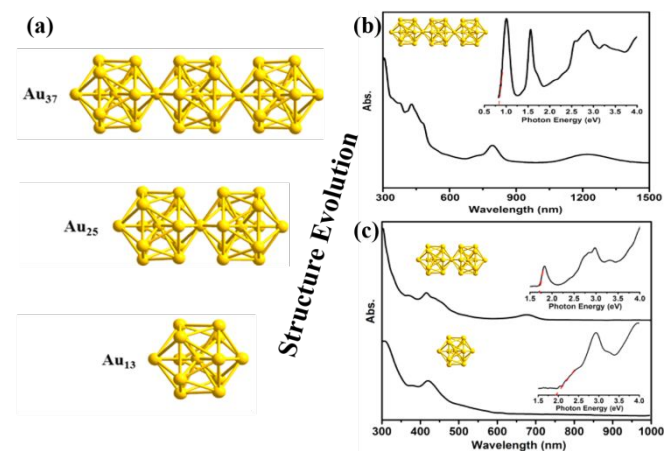 (a)
Au37
Au25
Au13
Structure Evolution
(b)
Abs.
0.5 1.0 1.5 2.0 2.5 3.0 3.5 4.0
Photon Energy (eV)
300 600 900 1200 1500
Wavelength (nm)
(c)
Abs.
1.5 2.0 2.5 3.0 3.5 4.0
Photon Energy (eV)
1.5 2.0 2.5 3.0 3.5 4.0
Photon Energy (eV)
300 400 500 600 700 800 900 1000
Wavelength (nm)